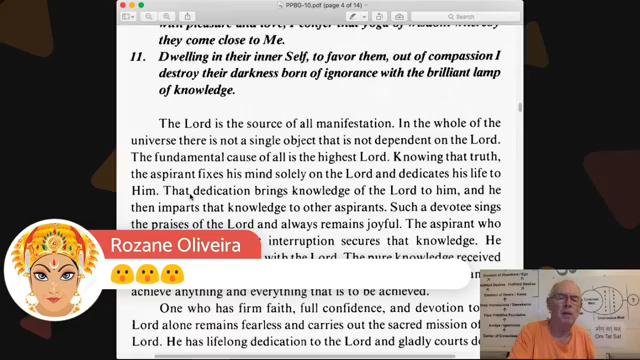 PPBG-10.pdf (page 4 of 14)
Search
with pleasure and love, I confer that yoga of wisdom whereby
they come close to Me.
11. Dwelling in their inner Self, to favor them, out of compassion I
destroy their darkness born of ignorance with the brilliant lamp
of knowledge.
The Lord is the source of all manifestation. In the whole of the
universe there is not a single object that is not dependent on the Lord.
The fundamental cause of all is the highest Lord. Knowing that truth,
the aspirant fixes his mind solely on the Lord and dedicates his life to
Him. That dedication brings knowledge of the Lord to him, and he
then imparts that knowledge to other aspirants. Such a devotee sings
the praises of the Lord and always remains joyful. The aspirant who
interruption secures that knowledge. He
with the Lord. The pure knowledge received
Rozane Oliveira
achieve anything and everything that is to be achieved.
One who has firm faith, full confidence, and devotion to
Lord alone remains fearless and carries out the sacred mission of
Lord. He has lifelong dedication to the Lord and gladly courts de
Om Tat Sat